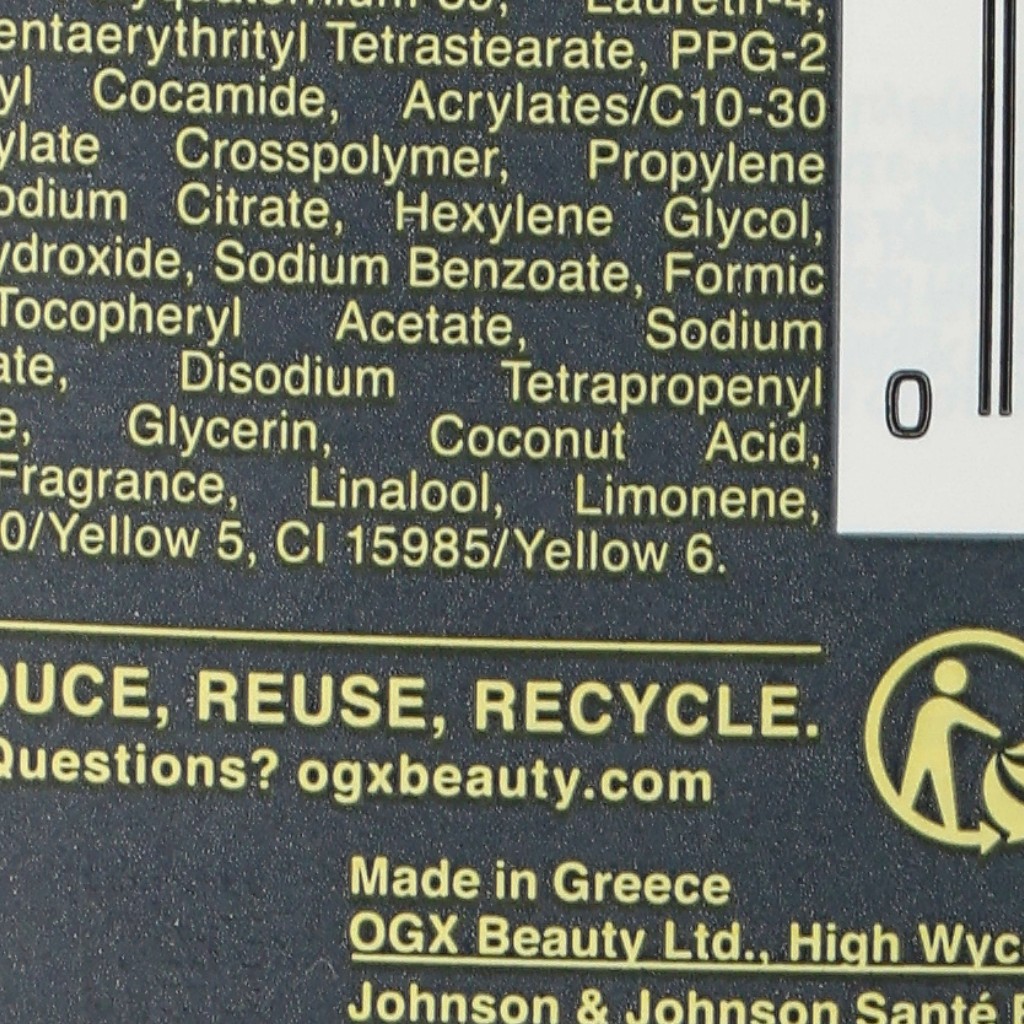 Laureth-4,
entaerythrityl Tetrastearate, PPG-2
yl Cocamide, Acrylates/C10-30
ylate Crosspolymer, Propylene
odium Citrate, Hexylene Glycol,
ydroxide, Sodium Benzoate, Formic
Tocopheryl Acetate, Sodium
ate, Disodium Tetrapropenyl
e, Glycerin, Coconut Acid,
Fragrance, Linalool, Limonene,
0/Yellow 5, CI 15985/Yellow 6.
0
DUCE, REUSE, RECYCLE.
Questions? ogxbeauty.com
Made in Greece
OGX Beauty Ltd., High Wyc
Johnson & Johnson Santé